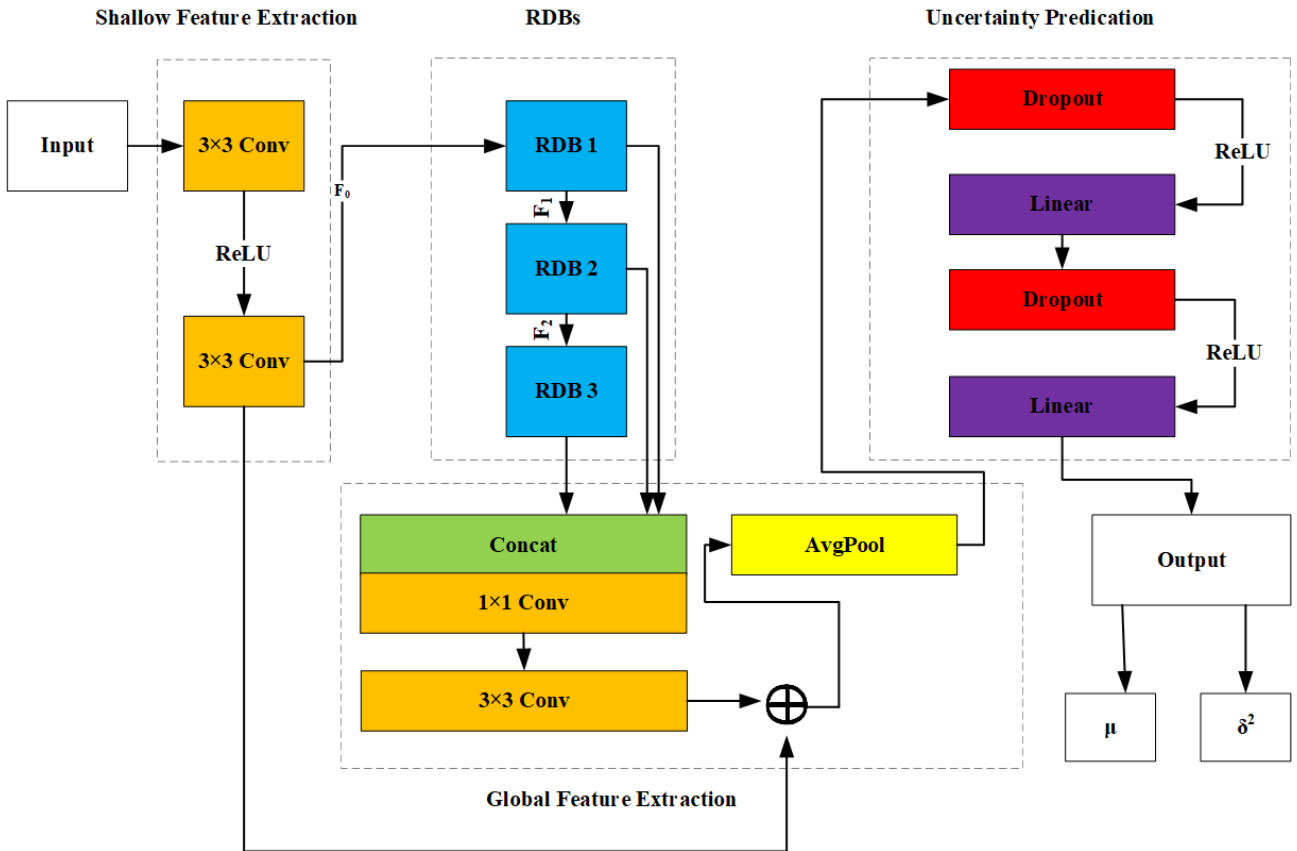 Shallow Feature Extraction
RDBs
Uncertainty Predication
Input
3×3 Conv
ReLU
3×3 Conv
F₀
RDB 1
F₁
RDB 2
F₂
RDB 3
Concat
1×1 Conv
3×3 Conv
AvgPool
Global Feature Extraction
Dropout
ReLU
Linear
Dropout
ReLU
Linear
Output
μ
δ²